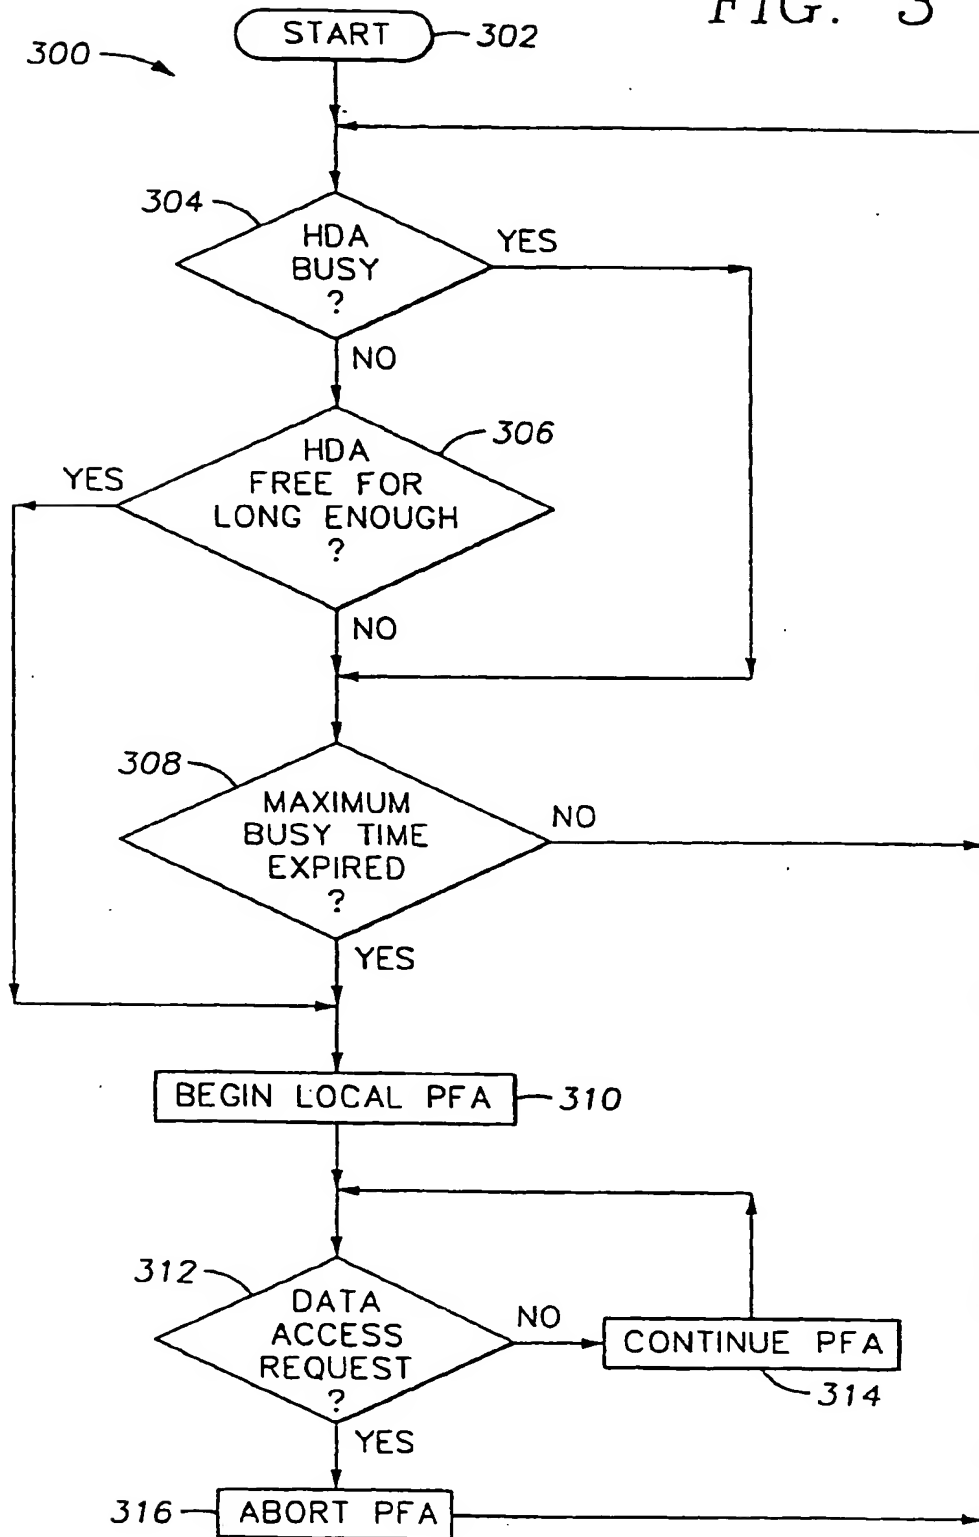 FIG. 3
START
302
300
304
HDA
BUSY
?
YES
NO
306
HDA
FREE FOR
LONG ENOUGH
?
YES
NO
308
MAXIMUM
BUSY TIME
EXPIRED
?
NO
YES
BEGIN LOCAL PFA
310
312
DATA
ACCESS
REQUEST
?
NO
CONTINUE PFA
314
YES
316
ABORT PFA